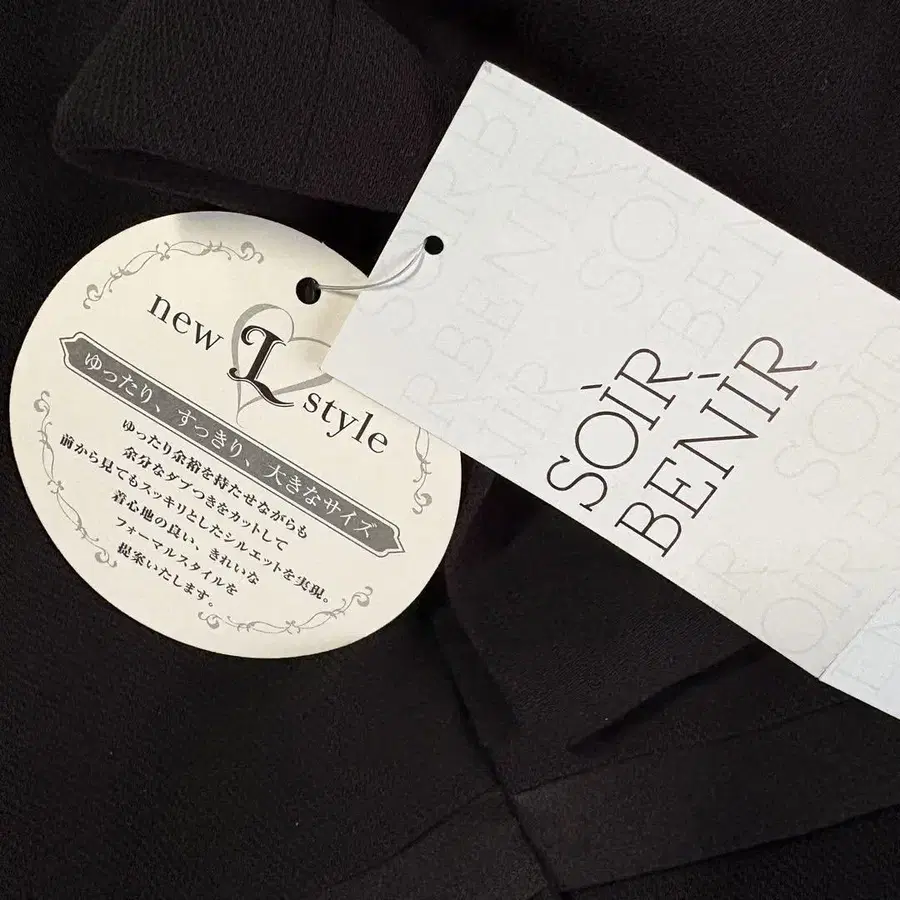 new L style
ゆったり、すっきり、大きなサイズ
ゆったり余裕を持たせながらも
余分なダブつきをカットして
前から見てもスッキリとしたシルエットを実現。
着心地の良い、きれいな
フォーマルスタイルを
提案いたします。
SOIR
BENIR